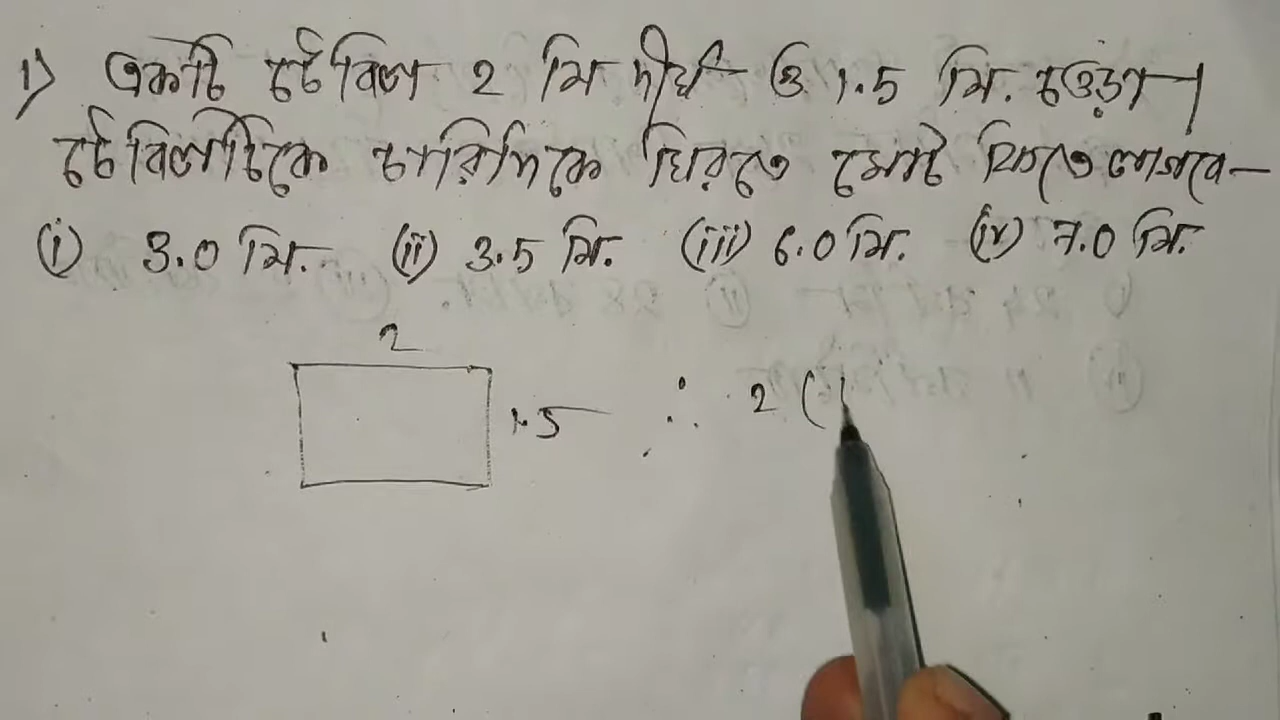 1) একটি টেবিল 2 মি দীর্ঘ ও 1.5 মি. চওড়া।
টেবিলটিকে চারিদিকে ঘিরতে মোট ফিতে লাগবে—
(i) 3.0 মি. (ii) 3.5 মি. (iii) 6.0 মি. (iv) 7.0 মি.
2
1.5 ∴ 2 (